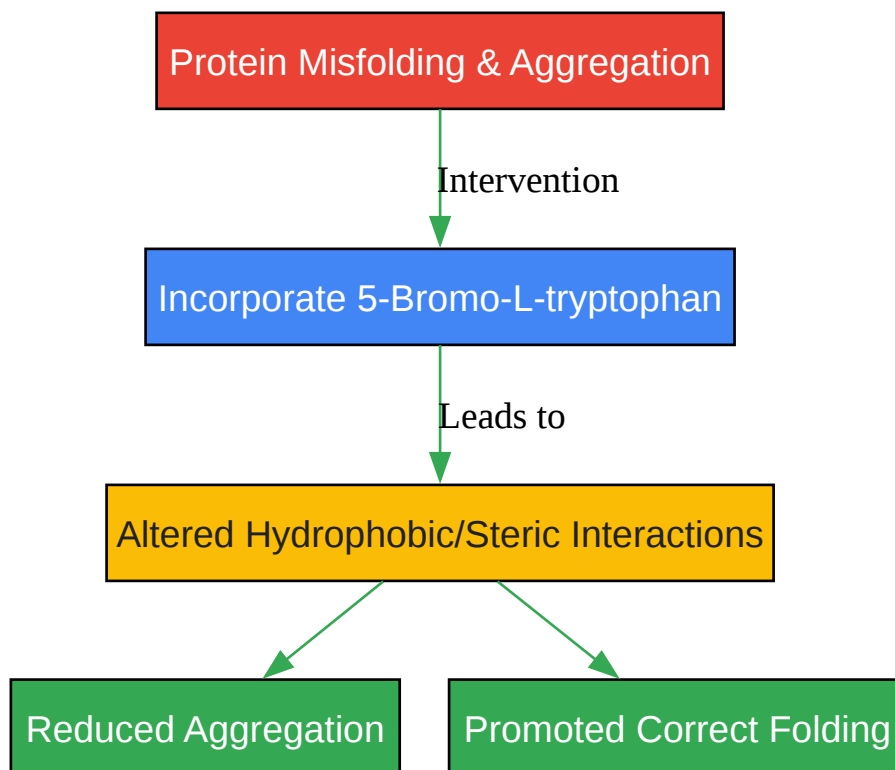 Protein Misfolding & Aggregation
Intervention
Incorporate 5-Bromo-L-tryptophan
Leads to
Altered Hydrophobic/Steric Interactions
Reduced Aggregation
Promoted Correct Folding